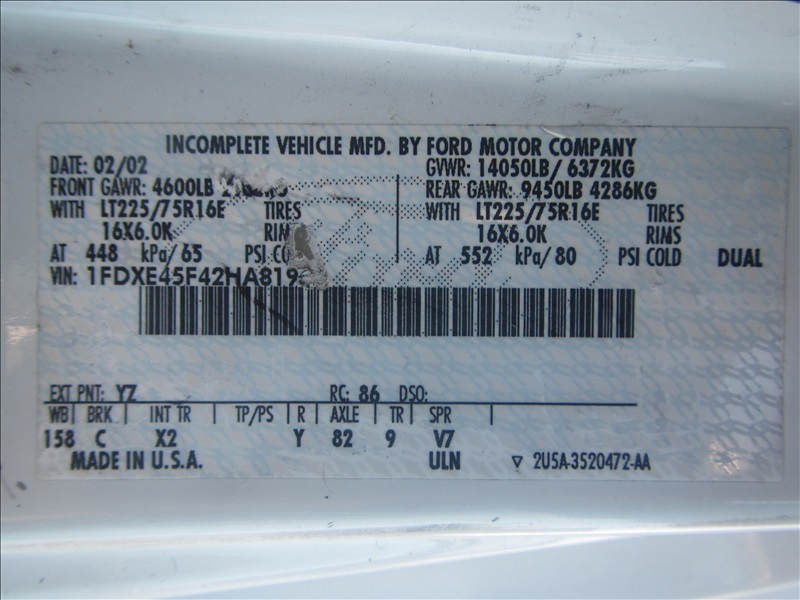 INCOMPLETE VEHICLE MFD. BY FORD MOTOR COMPANY
DATE: 02/02 GVWR: 14050LB/ 6372KG
FRONT GAWR: 4600LB REAR GAWR: 9450LB 4286KG
WITH LT225/75R16E TIRES WITH LT225/75R16E TIRES
16X6.0K RIMS 16X6.0K RIMS
AT 448 kPa/65 PSI AT 552 kPa/80 PSI COLD DUAL
VIN: 1FDXE45F42HA819
EXT PNT: YZ RC: 86 DSO:
WB BRK INT TR TP/PS R AXLE TR SPR
158 C X2 Y 82 9 V7
MADE IN U.S.A. ULN ▽ 2U5A-3520472-AA